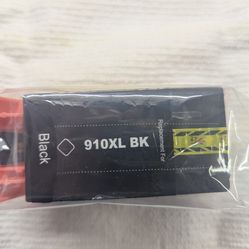 910XL BK
Black
Replacement For